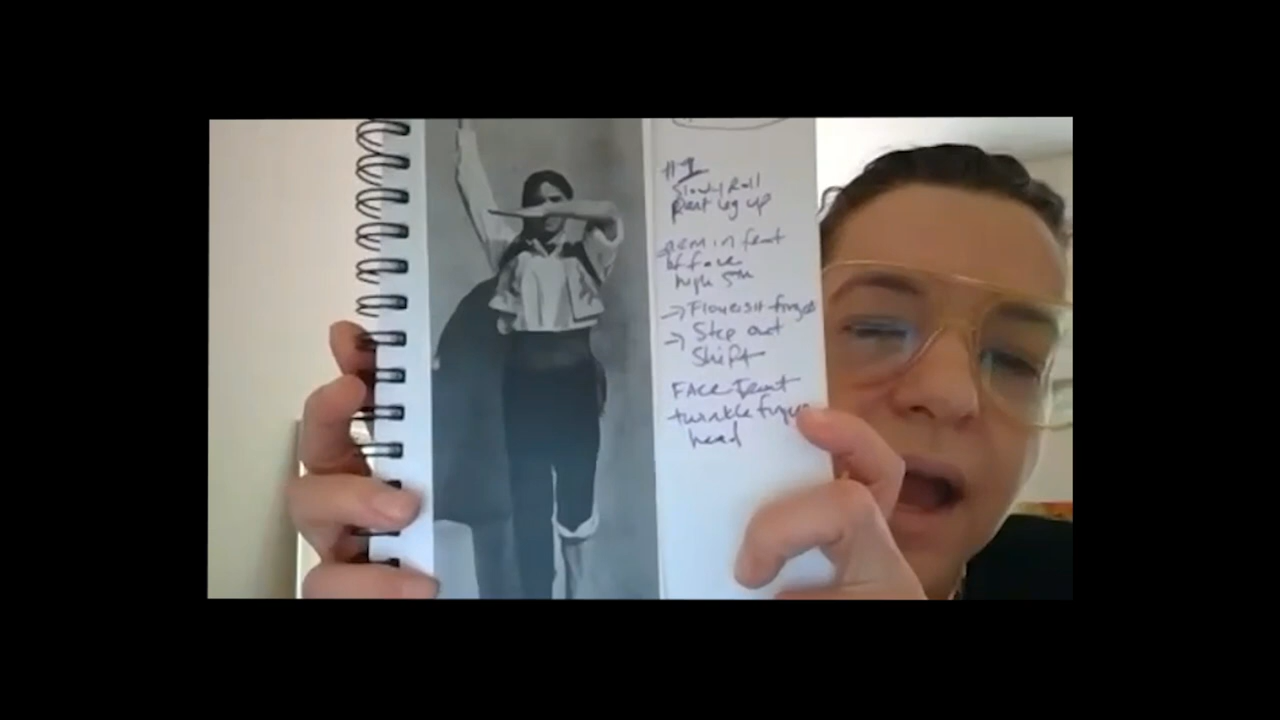 #1
Slowly Roll
Pant leg up
arm in front
of face
high 5th
→ Flourish finger
→ Step out
Shift
FACE Front
twinkle finger
head